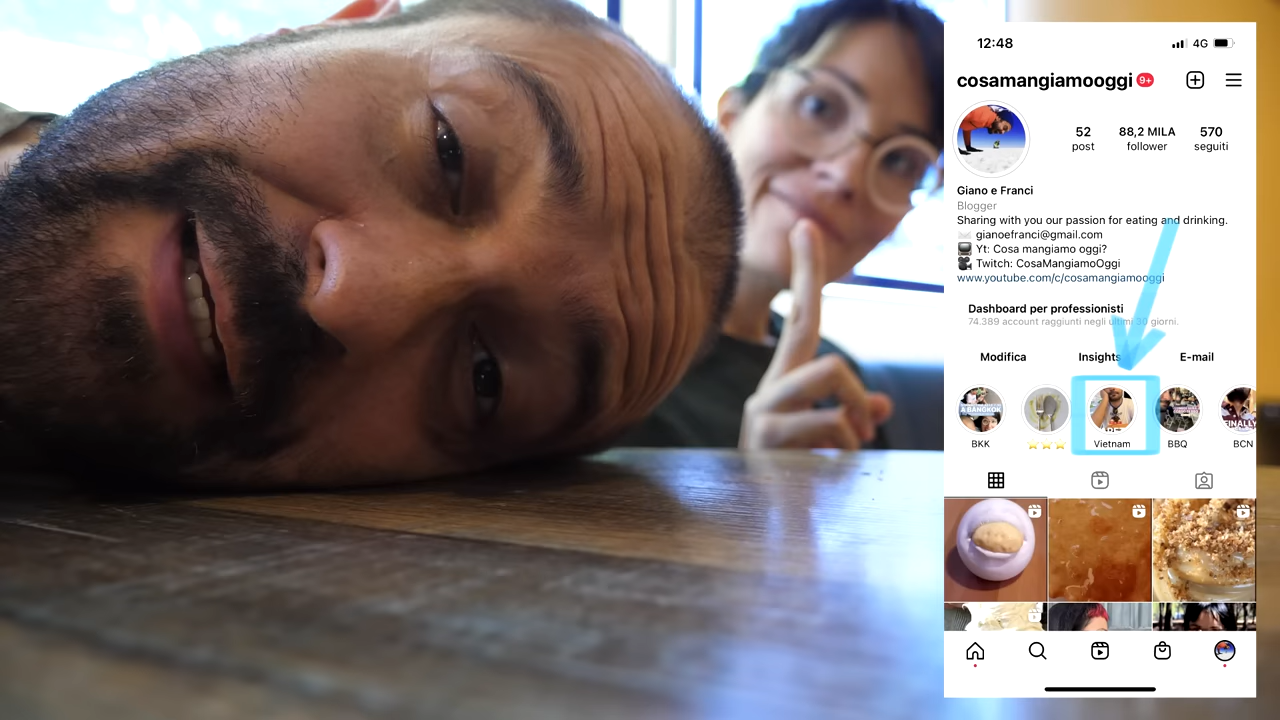 12:48
4G
cosamangiamooggi 9+
52 88,2 MILA 570
post follower seguiti
Giano e Franci
Blogger
Sharing with you our passion for eating and drinking.
gianoefranci@gmail.com
Yt: Cosa mangiamo oggi?
Twitch: CosaMangiamoOggi
www.youtube.com/c/cosamangiamooggi
Dashboard per professionisti
74.389 account raggiunti negli ultimi 30 giorni.
Modifica Insights E-mail
A BANGKOK
FINALLY
BKK Vietnam BBQ BCN